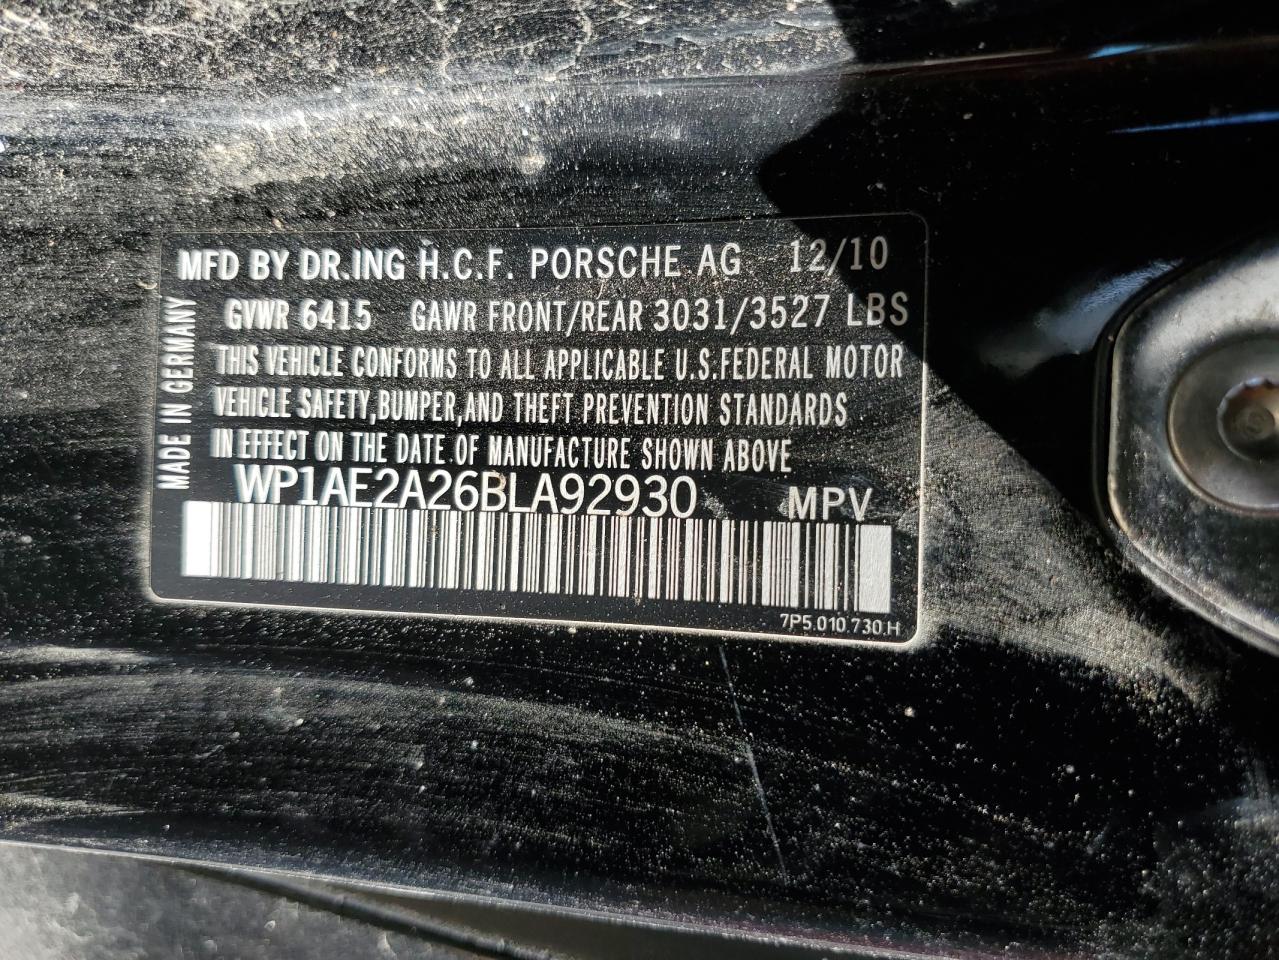 MFD BY DR.ING H.C.F. PORSCHE AG 12/10
GVWR 6415 GAWR FRONT/REAR 3031/3527 LBS
THIS VEHICLE CONFORMS TO ALL APPLICABLE U.S.FEDERAL MOTOR
VEHICLE SAFETY,BUMPER,AND THEFT PREVENTION STANDARDS
IN EFFECT ON THE DATE OF MANUFACTURE SHOWN ABOVE
WP1AE2A26BLA92930 MPV
7P5.010 730.H
MADE IN GERMANY